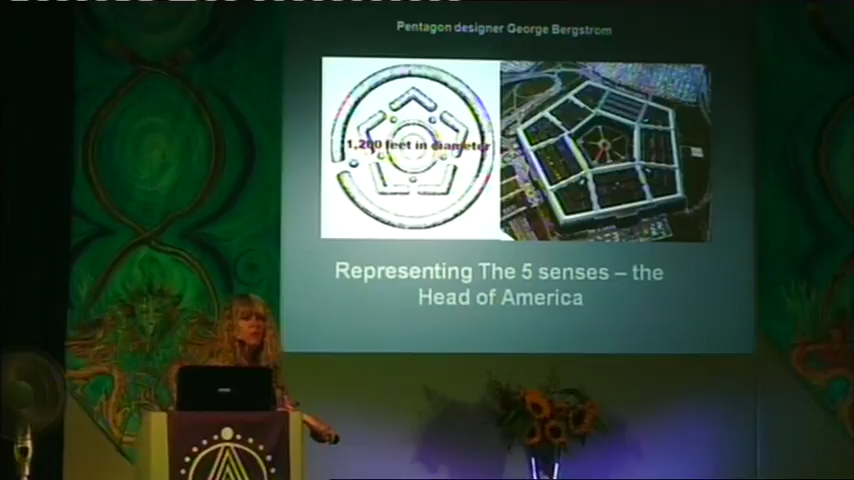 Pentagon designer George Bergstrom
1,200 feet in diameter
Representing The 5 senses – the
Head of America